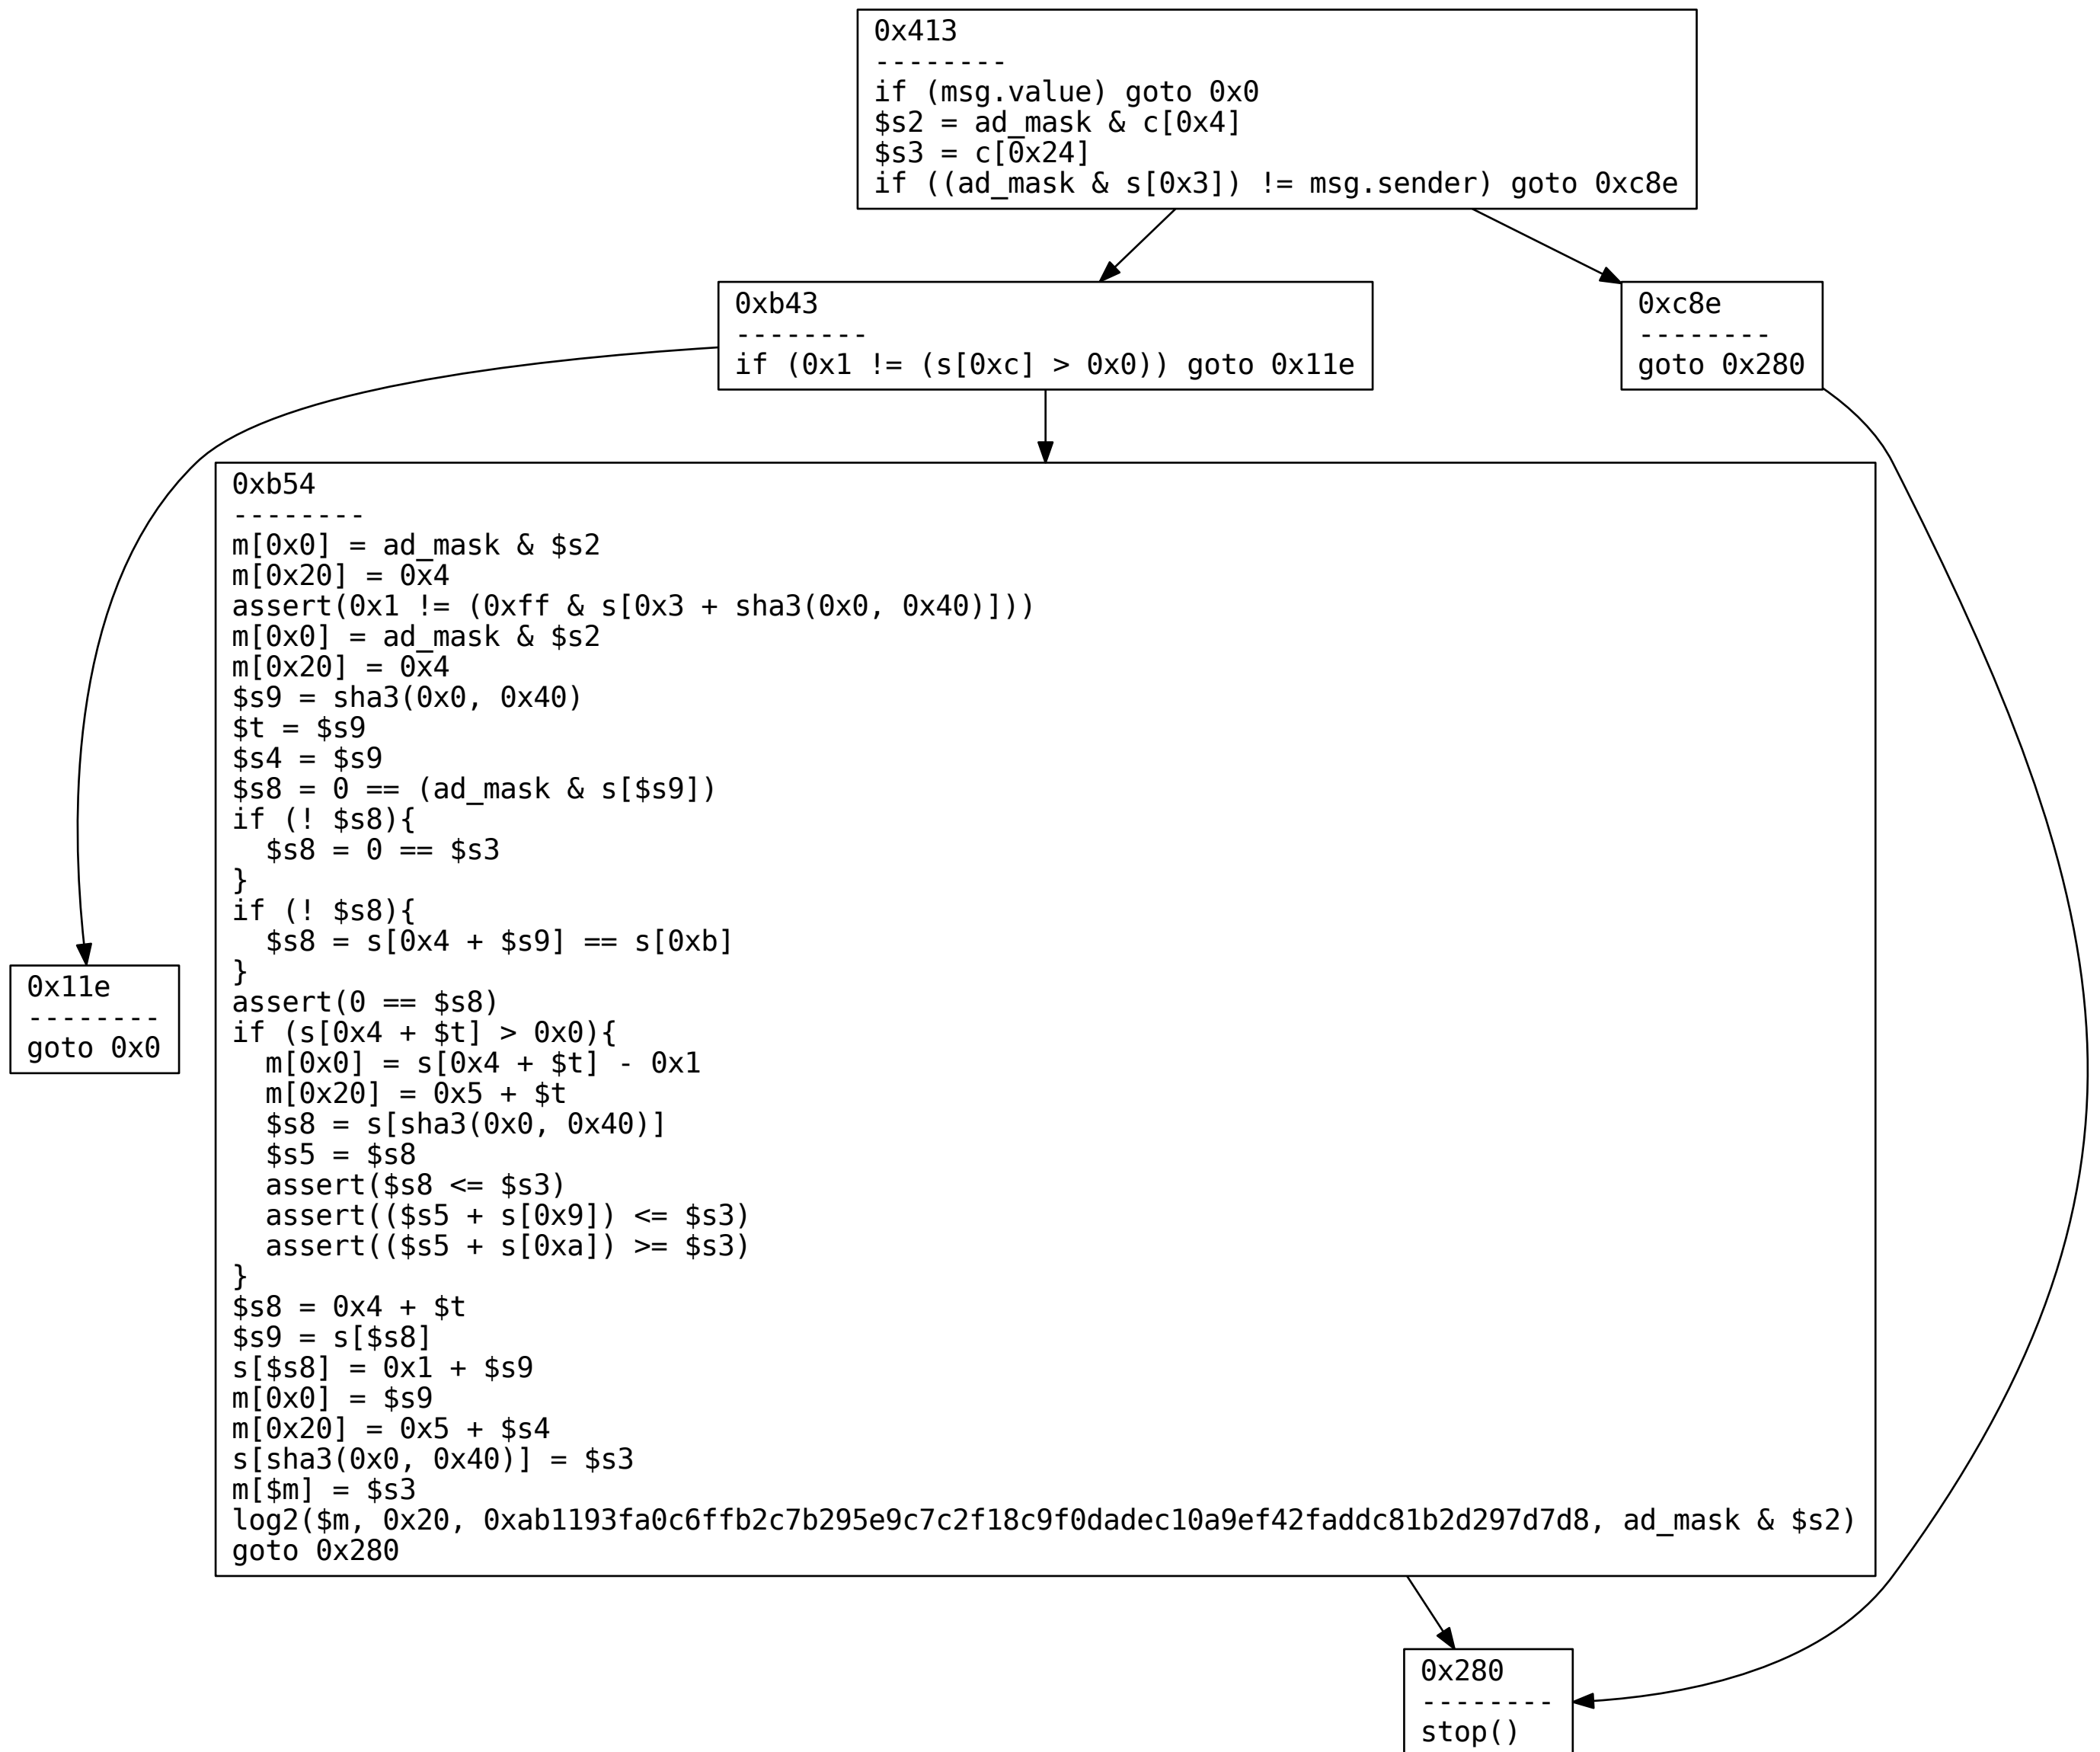 0x413
--------
if (msg.value) goto 0x0
$s2 = ad_mask & c[0x4]
$s3 = c[0x24]
if ((ad_mask & s[0x3]) != msg.sender) goto 0xc8e
0xb43
--------
if (0x1 != (s[0xc] > 0x0)) goto 0x11e
0xc8e
--------
goto 0x280
0xb54
--------
m[0x0] = ad_mask & $s2
m[0x20] = 0x4
assert(0x1 != (0xff & s[0x3 + sha3(0x0, 0x40)]))
m[0x0] = ad_mask & $s2
m[0x20] = 0x4
$s9 = sha3(0x0, 0x40)
$t = $s9
$s4 = $s9
$s8 = 0 == (ad_mask & s[$s9])
if (! $s8){
  $s8 = 0 == $s3
}
if (! $s8){
  $s8 = s[0x4 + $s9] == s[0xb]
}
assert(0 == $s8)
if (s[0x4 + $t] > 0x0){
  m[0x0] = s[0x4 + $t] - 0x1
  m[0x20] = 0x5 + $t
  $s8 = s[sha3(0x0, 0x40)]
  $s5 = $s8
  assert($s8 <= $s3)
  assert(($s5 + s[0x9]) <= $s3)
  assert(($s5 + s[0xa]) >= $s3)
}
$s8 = 0x4 + $t
$s9 = s[$s8]
s[$s8] = 0x1 + $s9
m[0x0] = $s9
m[0x20] = 0x5 + $s4
s[sha3(0x0, 0x40)] = $s3
m[$m] = $s3
log2($m, 0x20, 0xab1193fa0c6ffb2c7b295e9c7c2f18c9f0dadec10a9ef42faddc81b2d297d7d8, ad_mask & $s2)
goto 0x280
0x11e
--------
goto 0x0
0x280
--------
stop()